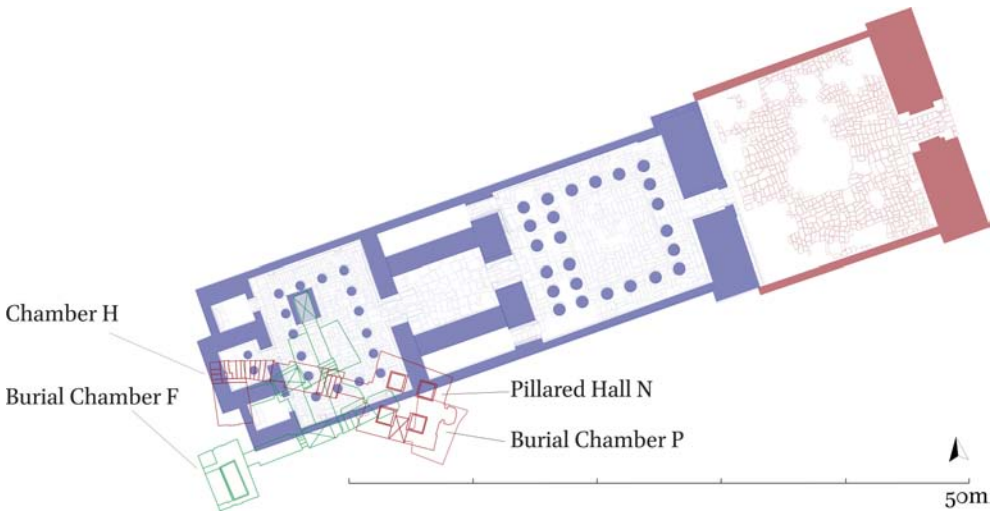 Chamber H
Burial Chamber F
Pillared Hall N
Burial Chamber P
50m